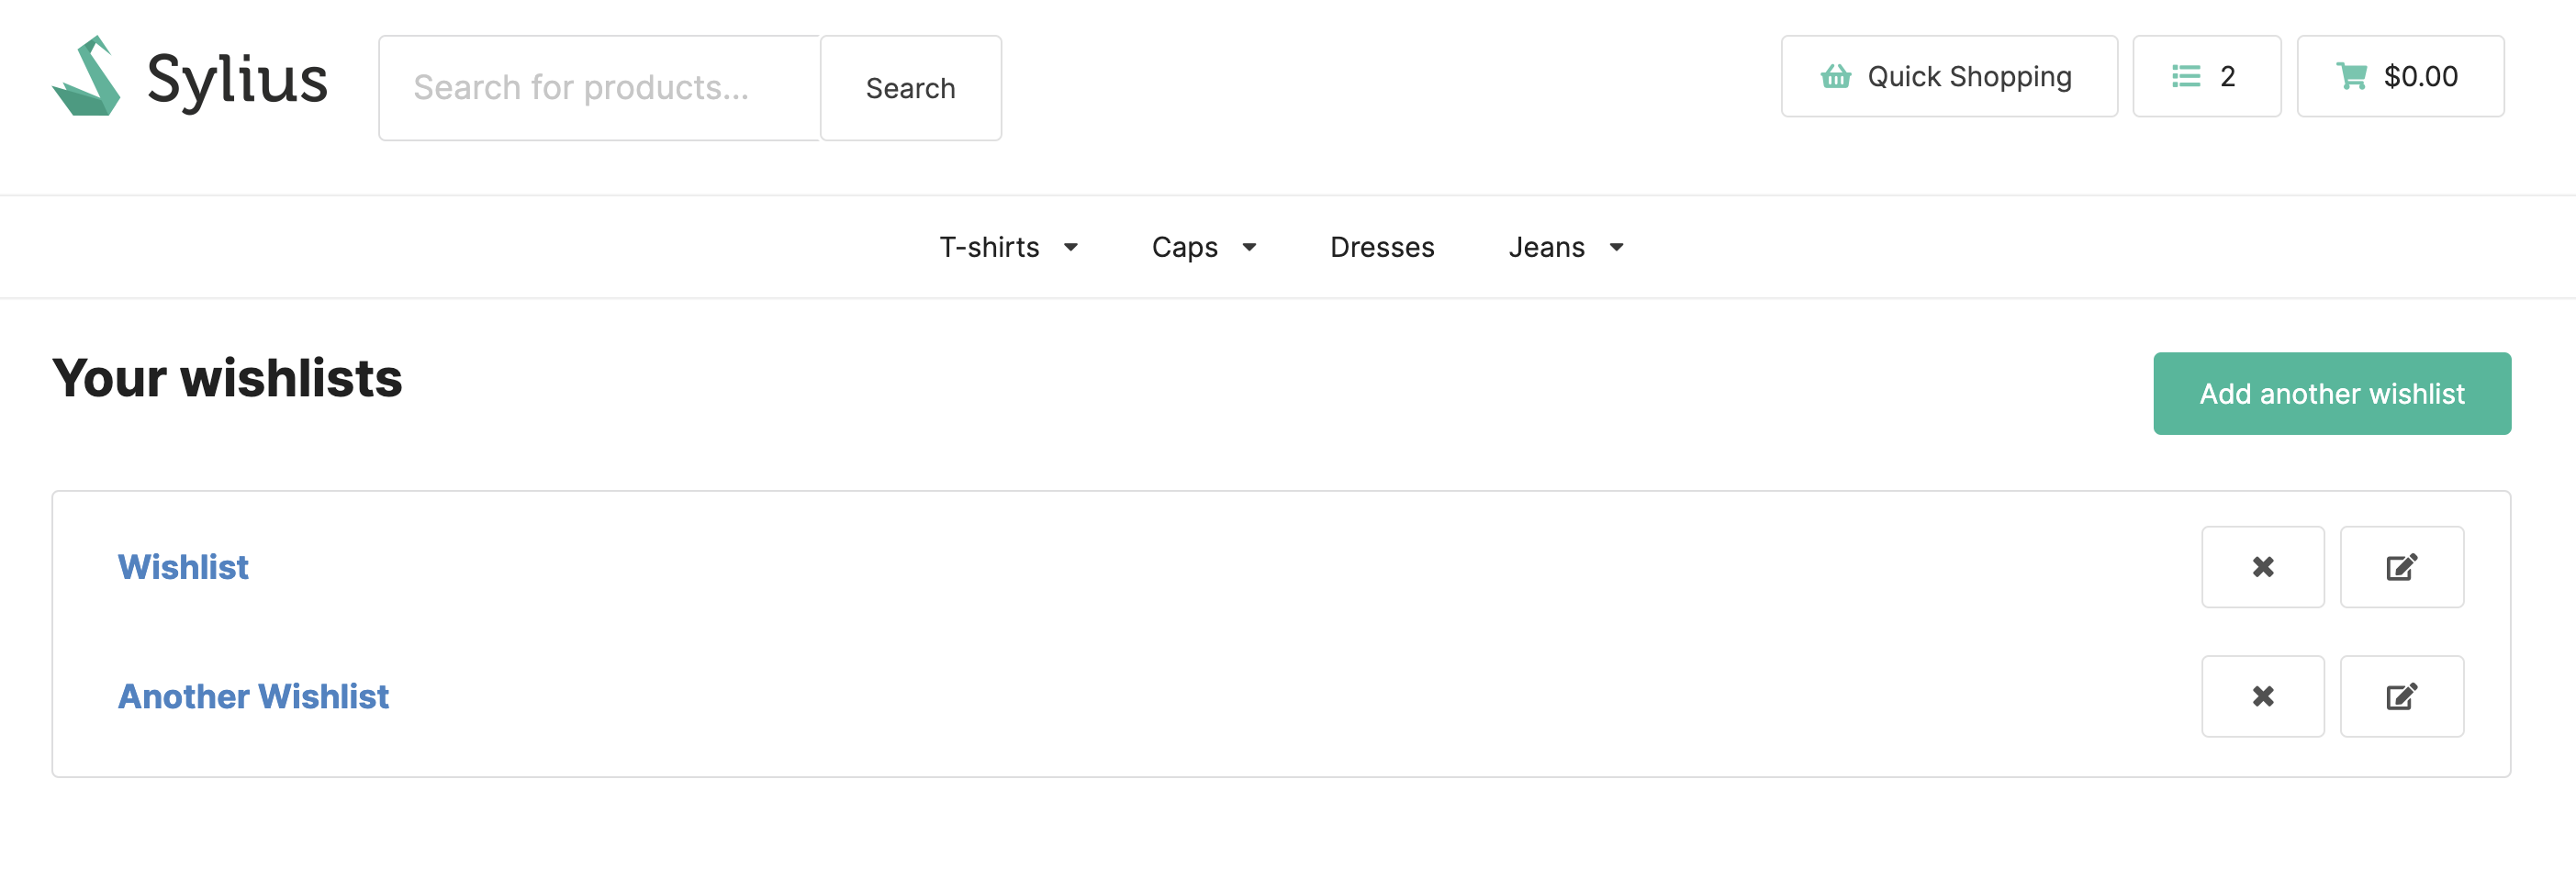 Sylius
Search for products...
Search
Quick Shopping
2
$0.00
T-shirts
Caps
Dresses
Jeans
Your wishlists
Add another wishlist
Wishlist
Another Wishlist